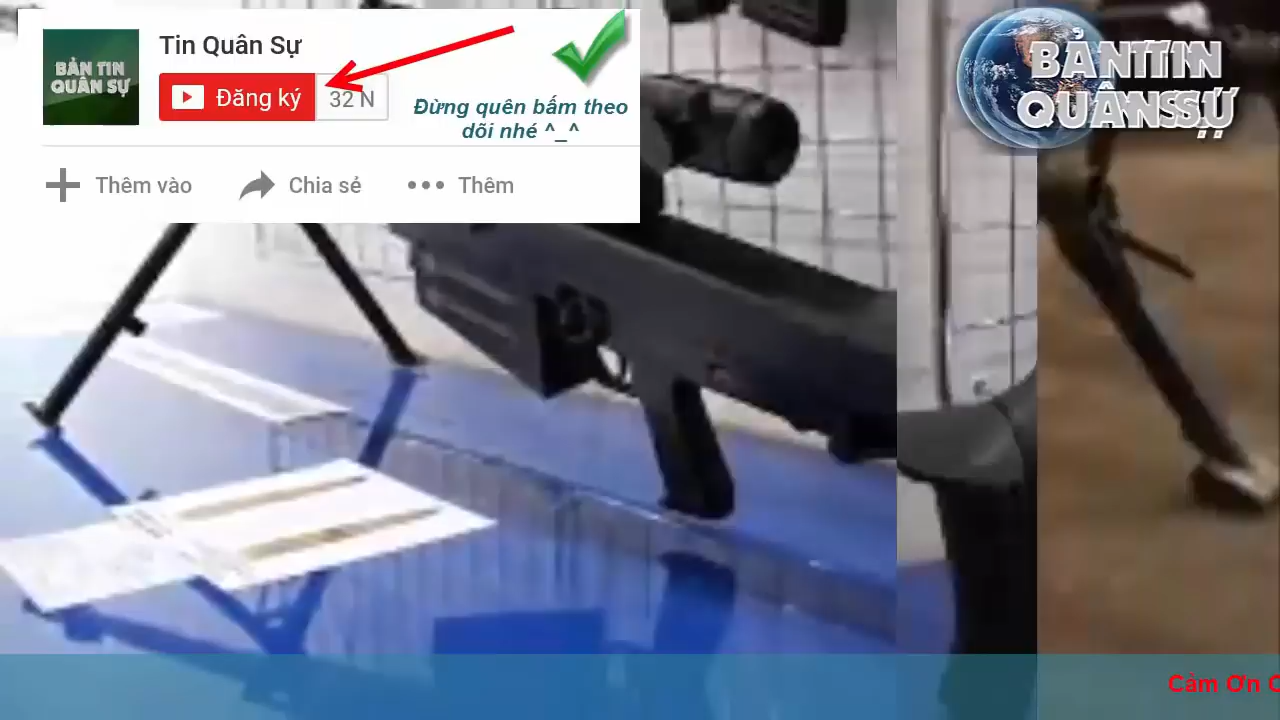 Tin Quân Sự
BẢN TIN
QUÂN SỰ
Đăng ký
32 N
Đừng quên bấm theo
dõi nhé ^_^
Thêm vào
Chia sẻ
Thêm
BẢN TIN
QUÂN SỰ
Cảm Ơn